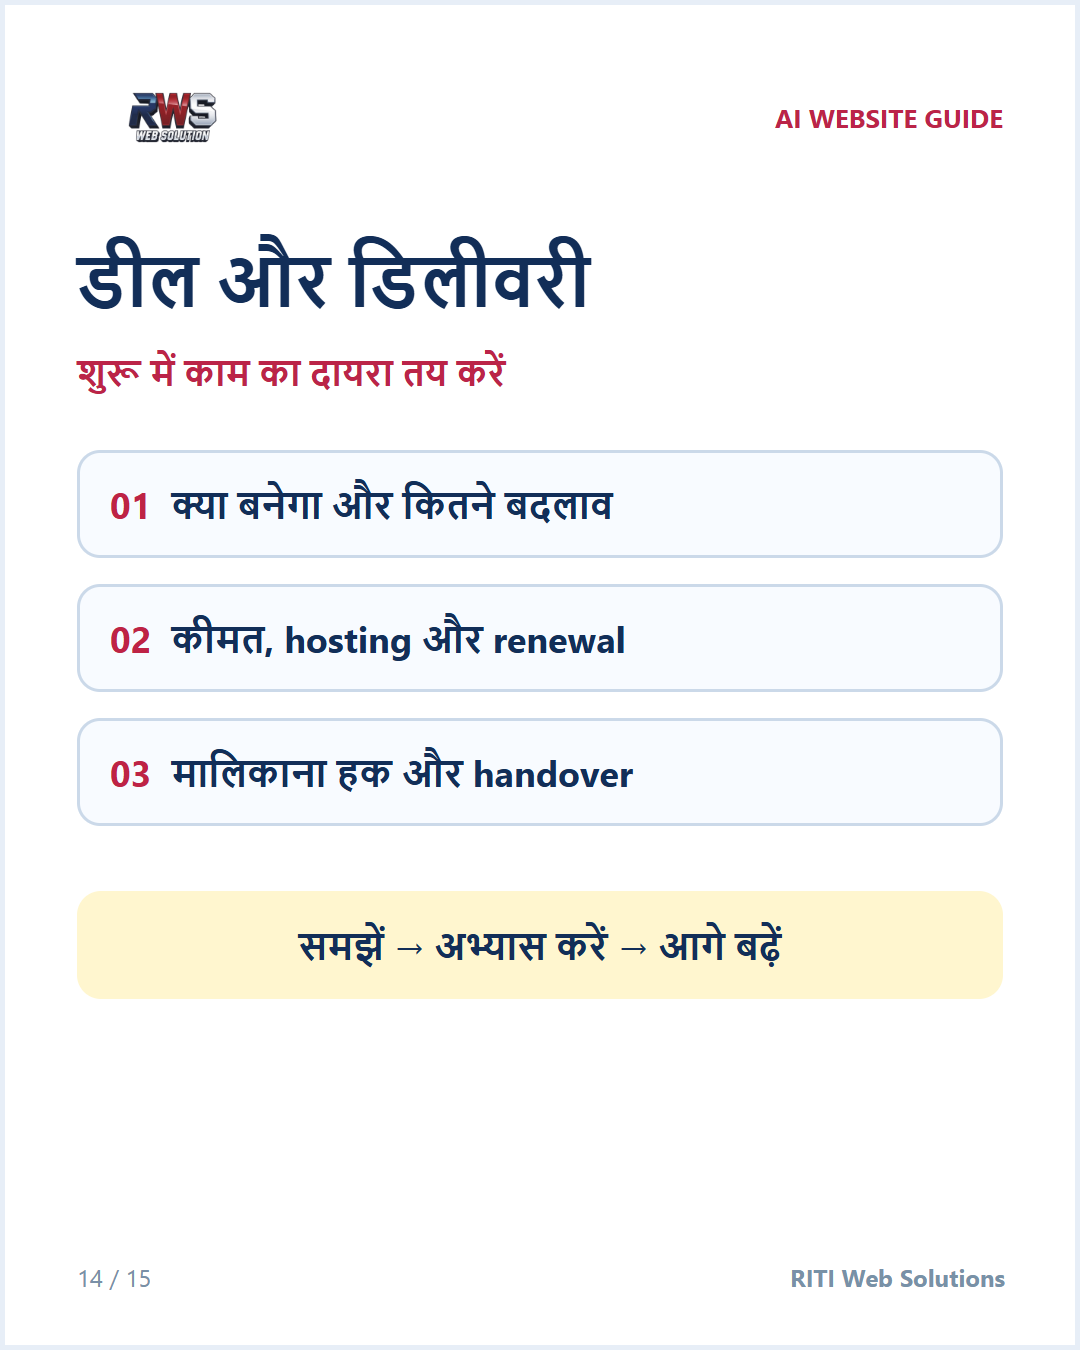 RWS
WEB SOLUTION
AI WEBSITE GUIDE
डील और डिलीवरी
शुरू में काम का दायरा तय करें
01 क्या बनेगा और कितने बदलाव
02 कीमत, hosting और renewal
03 मालिकाना हक और handover
समझें → अभ्यास करें → आगे बढ़ें
14 / 15
RITI Web Solutions